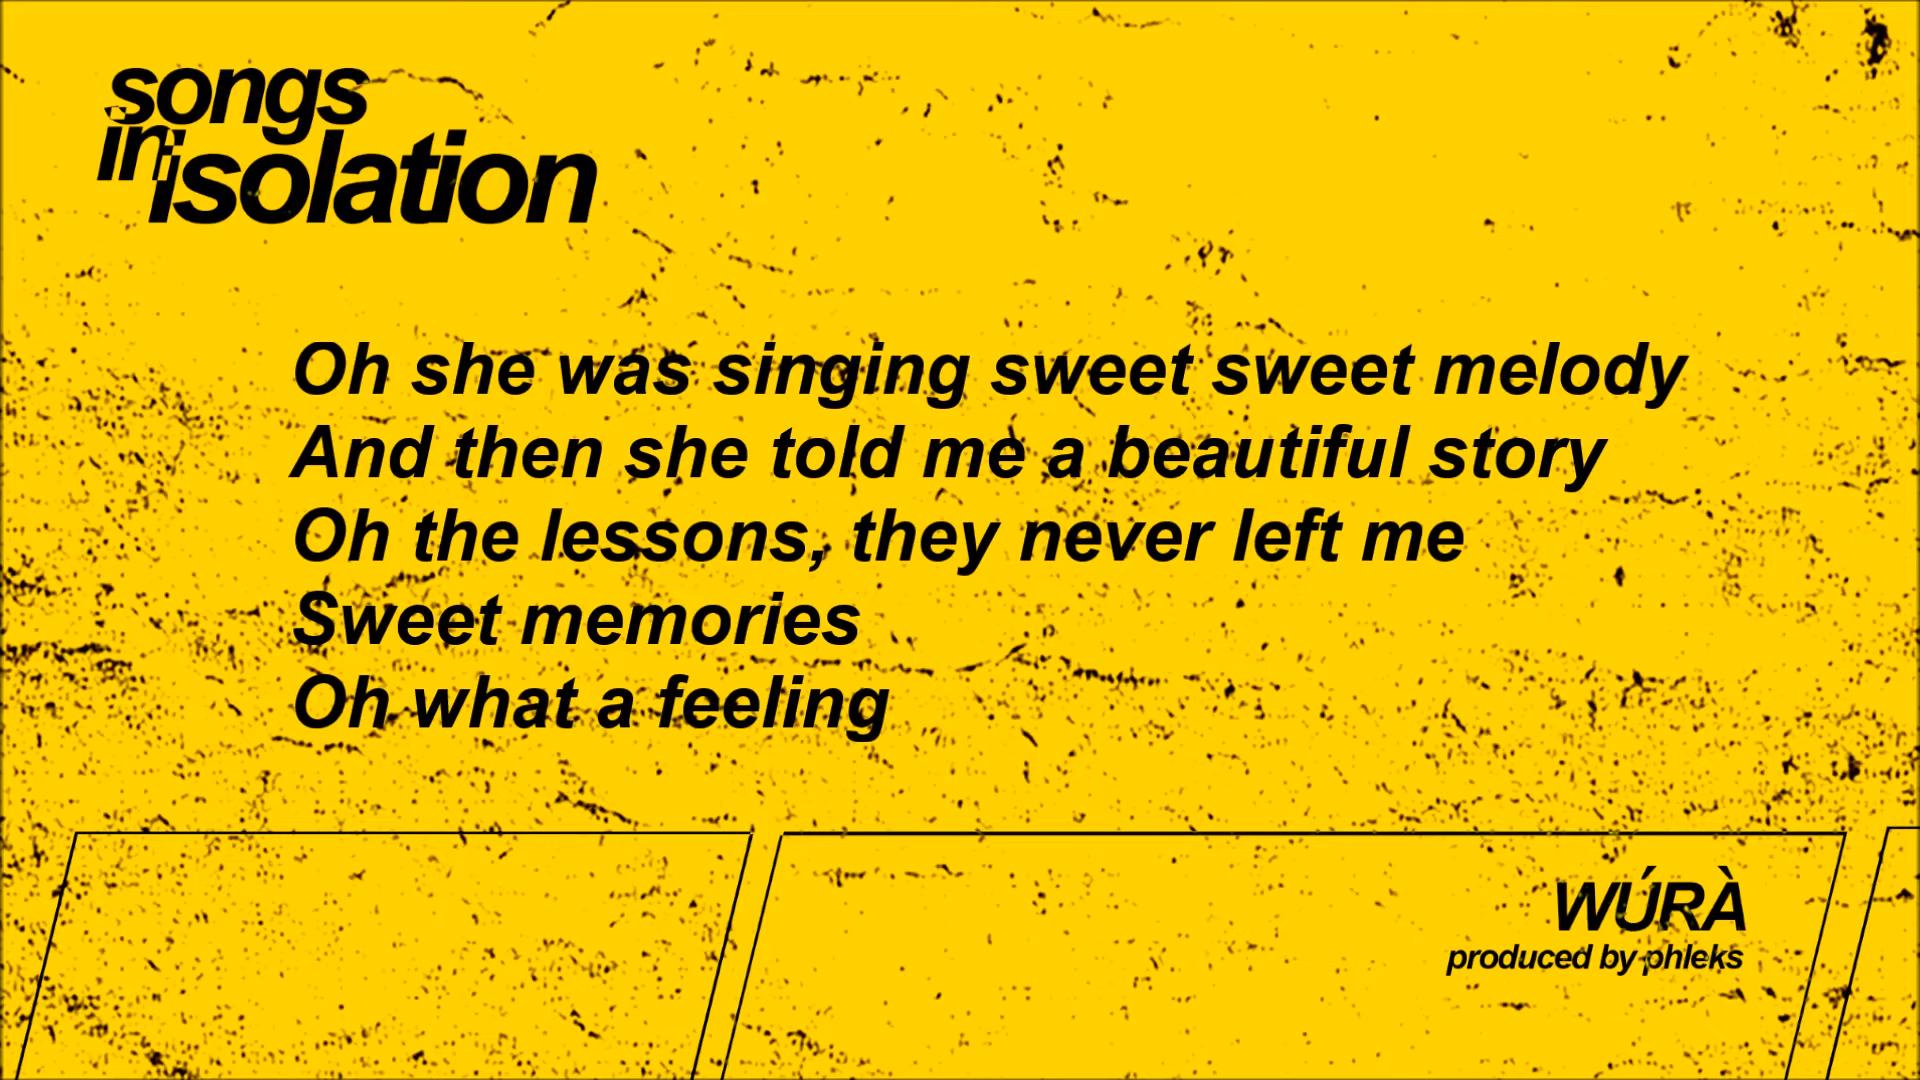 songs
in
isolation
Oh she was singing sweet sweet melody
And then she told me a beautiful story
Oh the lessons, they never left me
Sweet memories
Oh what a feeling
WÚRÀ
produced by phleks